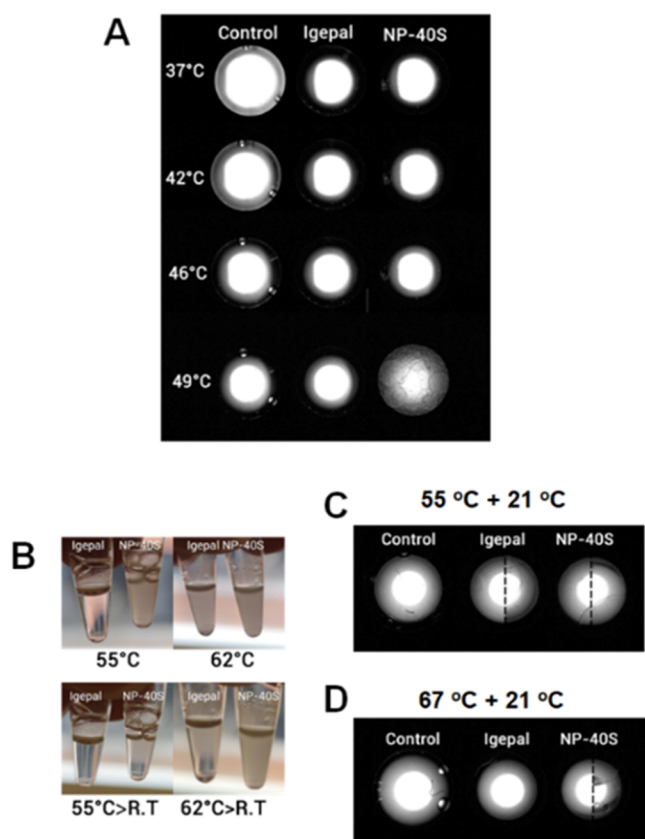 A
Control Igepal NP-40S
37°C
42°C
46°C
49°C
B
Igepal NP-40S Igepal NP-40S
55°C 62°C
Igepal NP-40S Igepal NP-40S
55°C>R.T 62°C>R.T
C
55 °C + 21 °C
Control Igepal NP-40S
D
67 °C + 21 °C
Control Igepal NP-40S